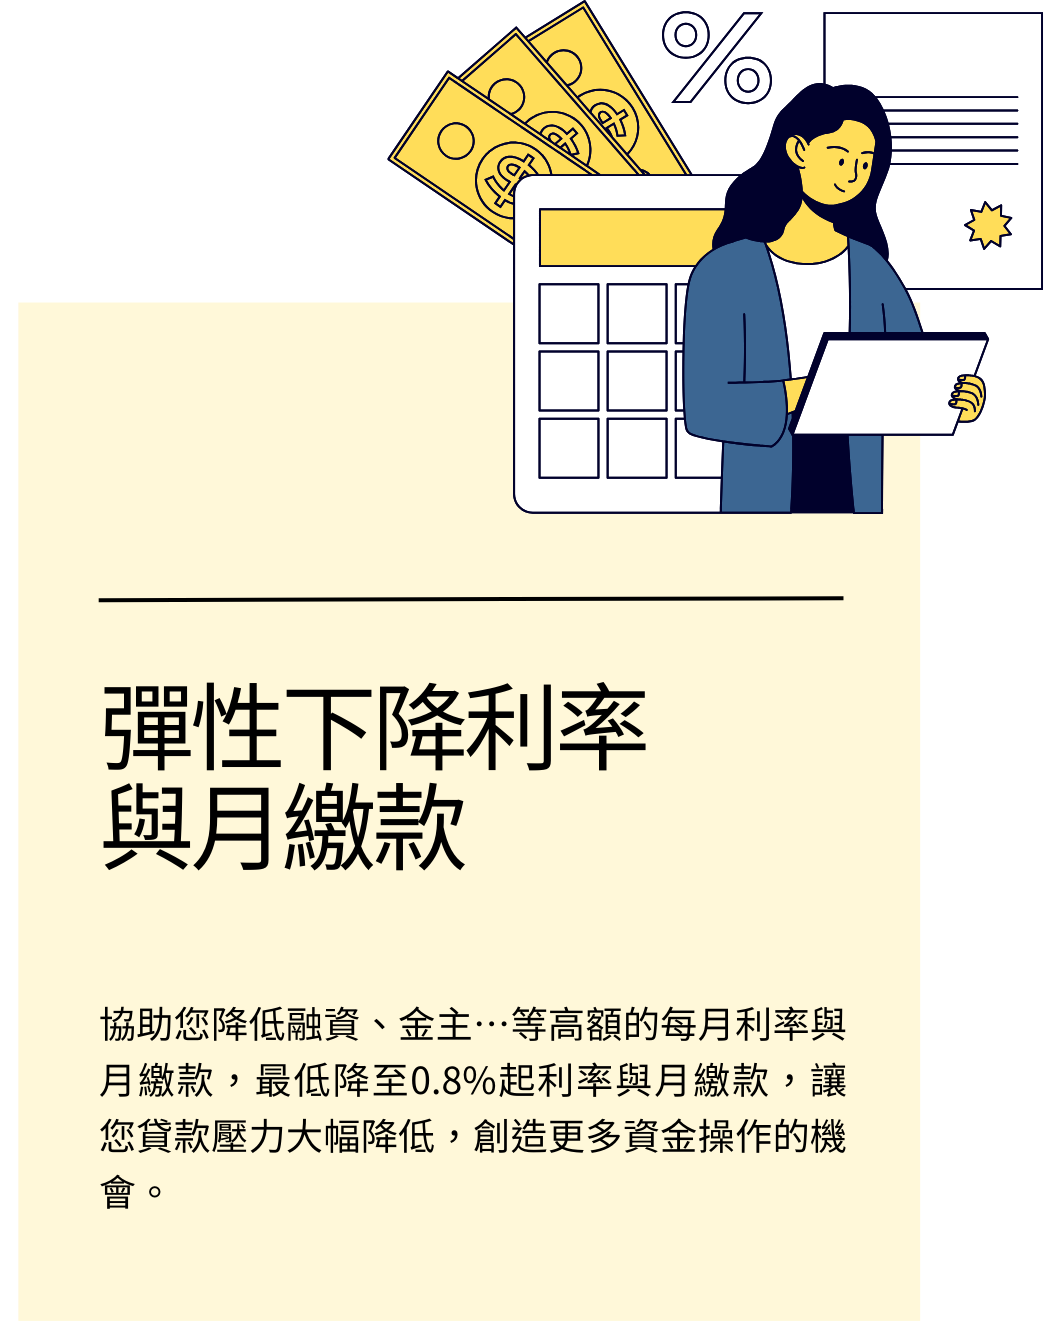 %
彈性下降利率
與月繳款
協助您降低融資、金主…等高額的每月利率與
月繳款，最低降至0.8%起利率與月繳款，讓
您貸款壓力大幅降低，創造更多資金操作的機
會。